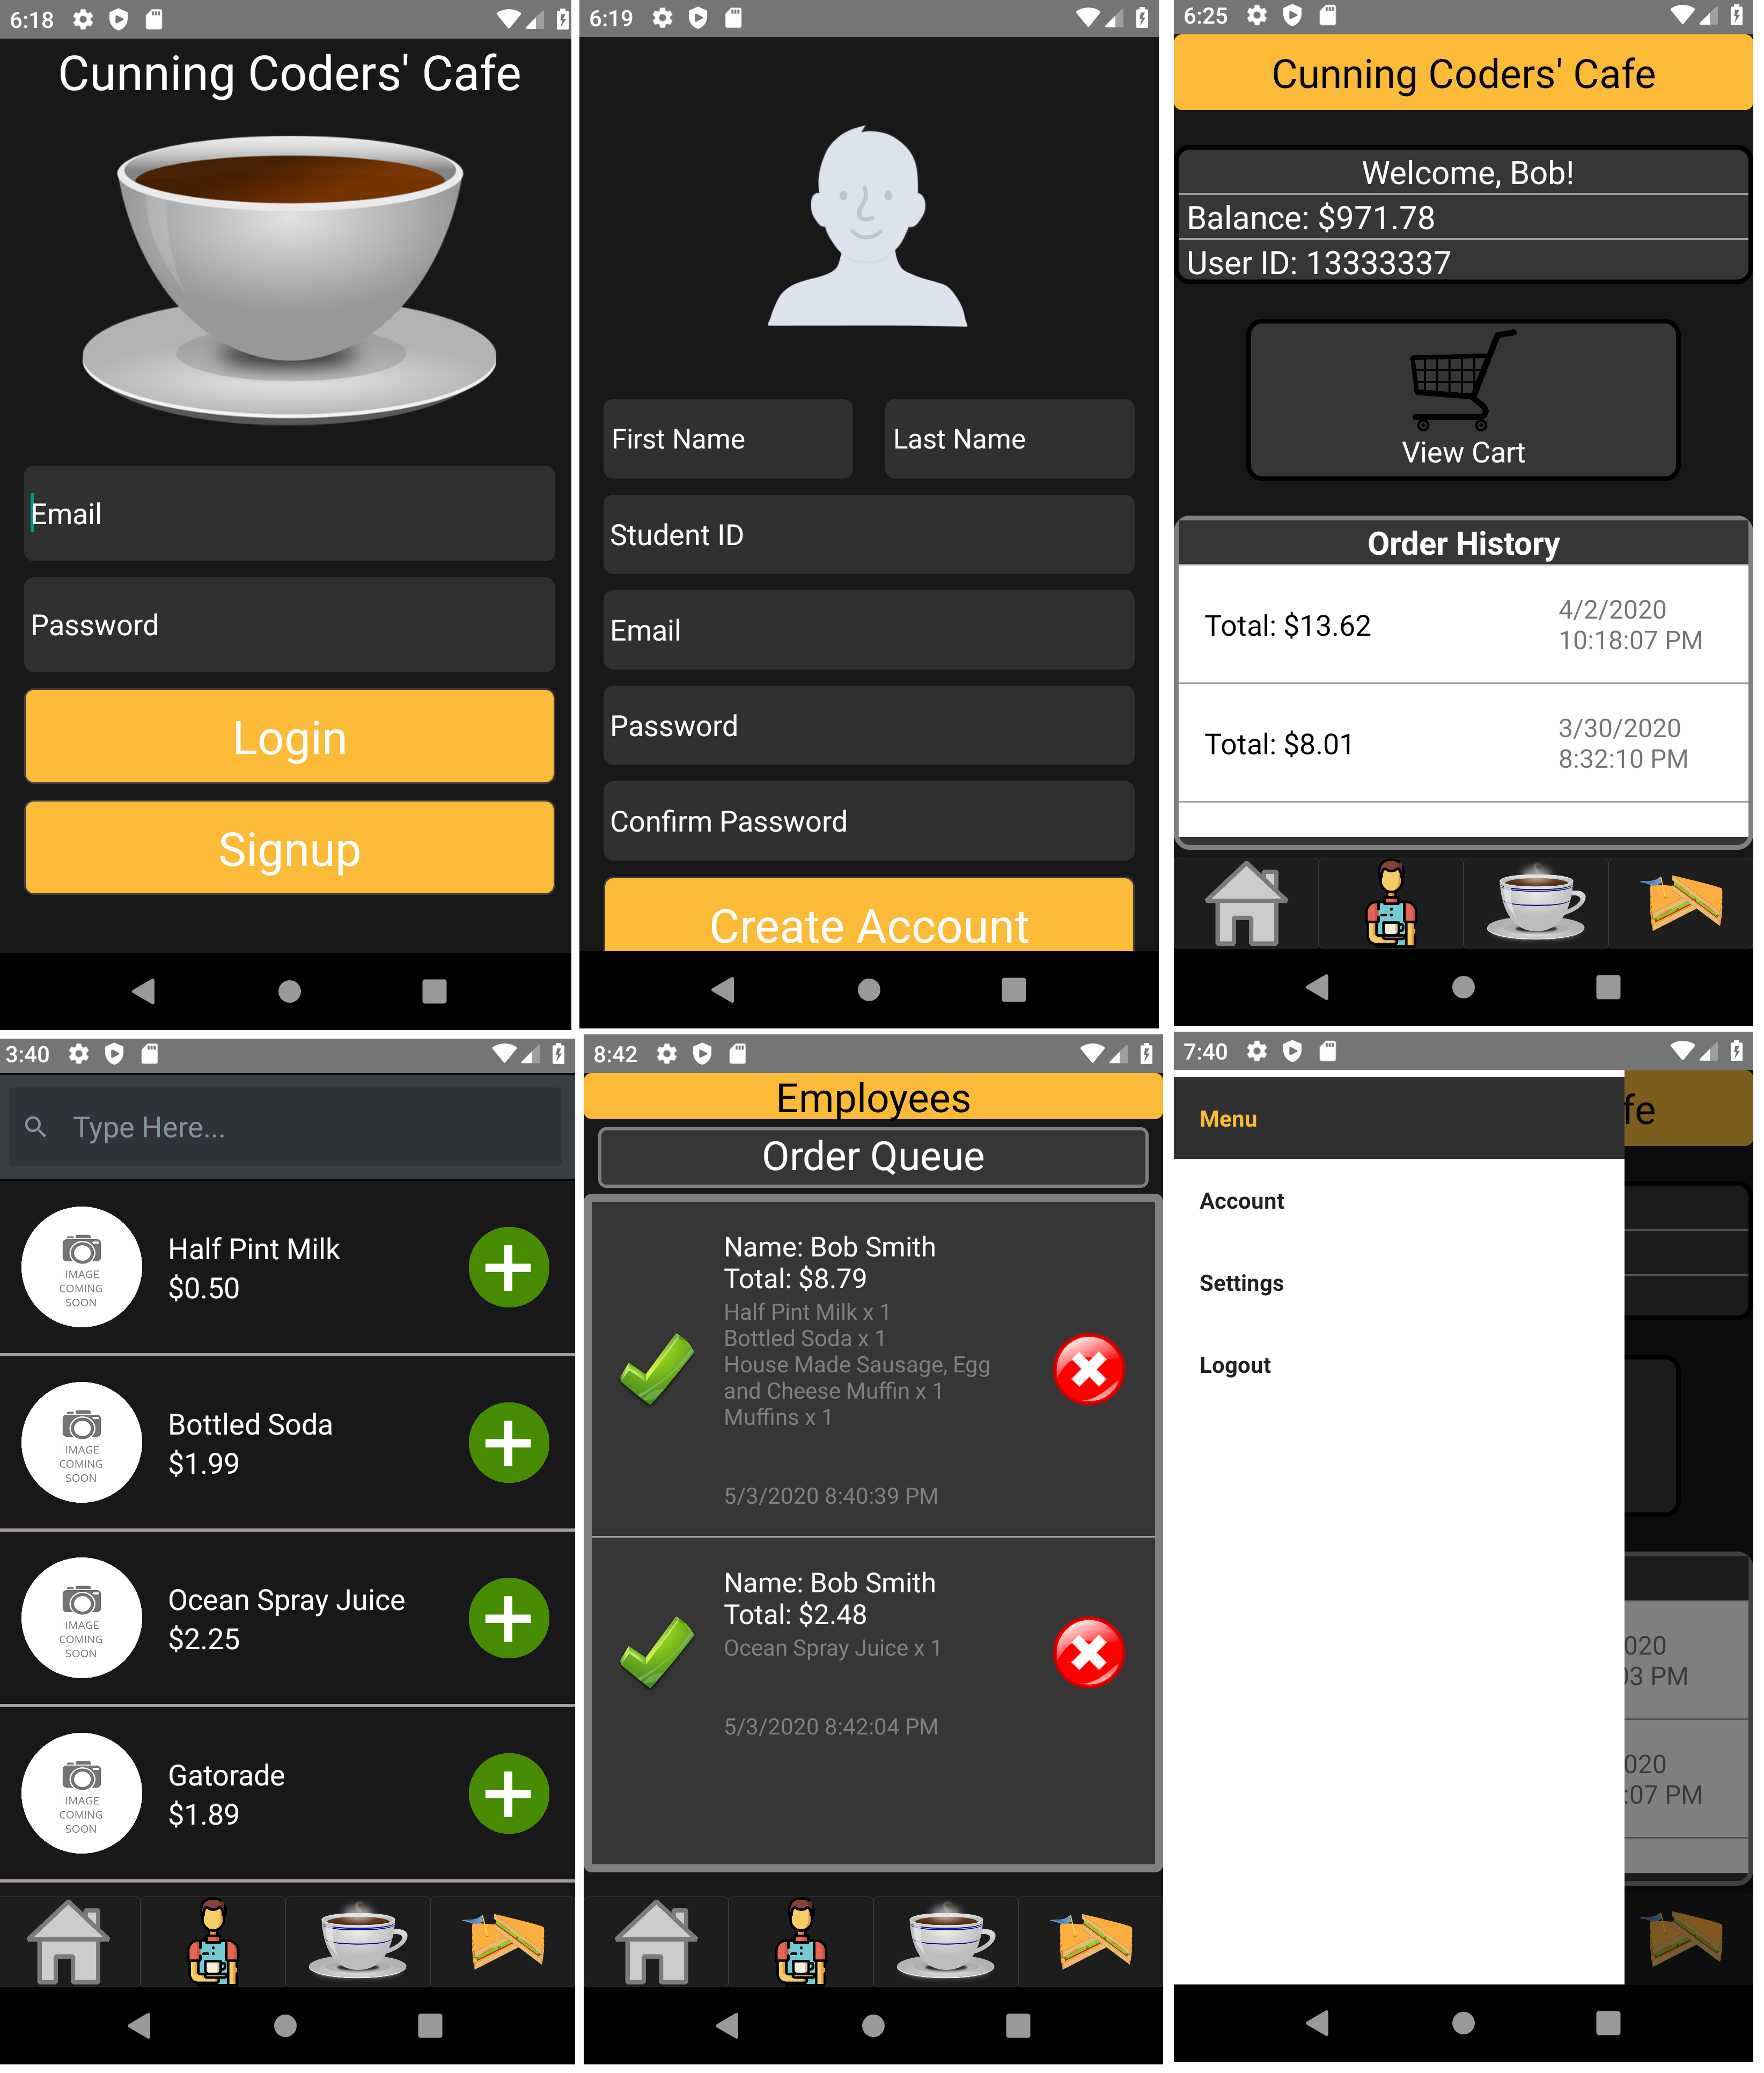 6:18
Cunning Coders' Cafe
Email
Password
Login
Signup
6:19
First Name
Last Name
Student ID
Email
Password
Confirm Password
Create Account
6:25
Cunning Coders' Cafe
Welcome, Bob!
Balance: $971.78
User ID: 13333337
View Cart
Order History
Total: $13.62
4/2/2020
10:18:07 PM
Total: $8.01
3/30/2020
8:32:10 PM
3:40
Type Here...
IMAGE
COMING
SOON
Half Pint Milk
$0.50
IMAGE
COMING
SOON
Bottled Soda
$1.99
IMAGE
COMING
SOON
Ocean Spray Juice
$2.25
IMAGE
COMING
SOON
Gatorade
$1.89
8:42
Employees
Order Queue
Name: Bob Smith
Total: $8.79
Half Pint Milk x 1
Bottled Soda x 1
House Made Sausage, Egg
and Cheese Muffin x 1
Muffins x 1
5/3/2020 8:40:39 PM
Name: Bob Smith
Total: $2.48
Ocean Spray Juice x 1
5/3/2020 8:42:04 PM
7:40
Menu
fe
Account
Settings
Logout
020
03 PM
020
:07 PM